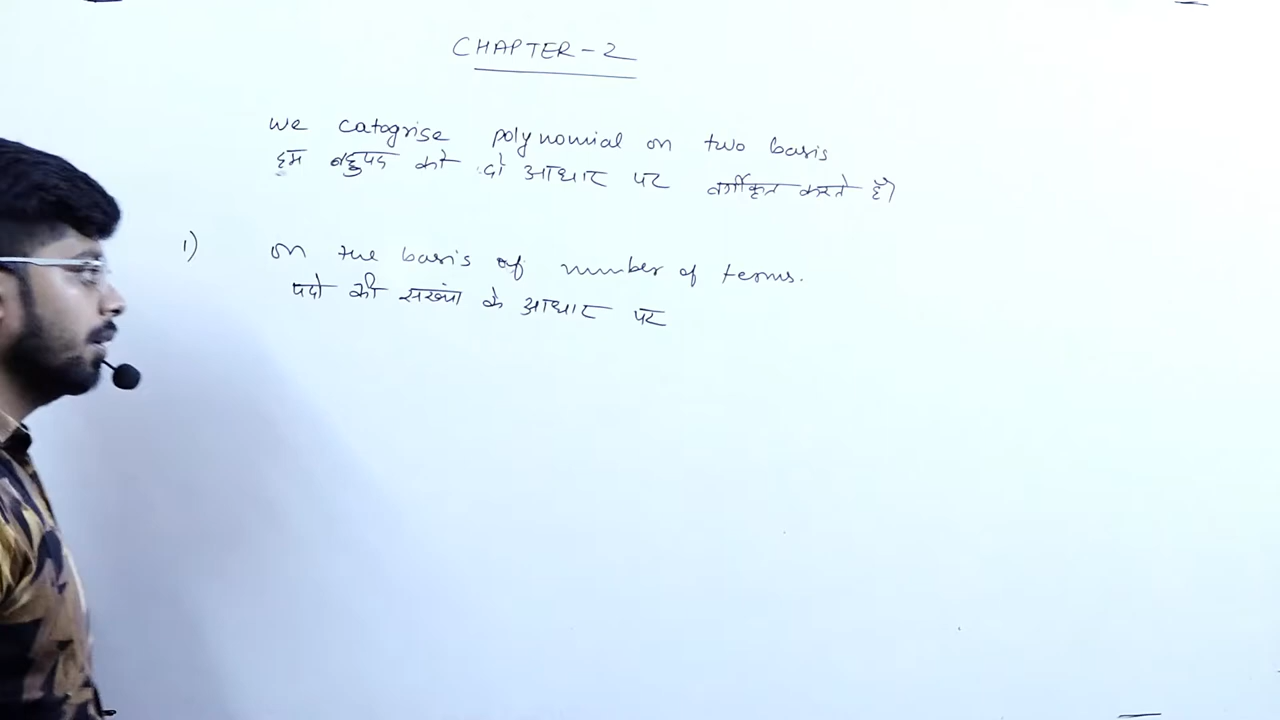 CHAPTER-2
we catogrise polynomial on two basis
हम बहुपद को दो आधार पर वर्गीकृत करते हैं
1) on the basis of number of terms.
पदो की सख्यां के आधार पर